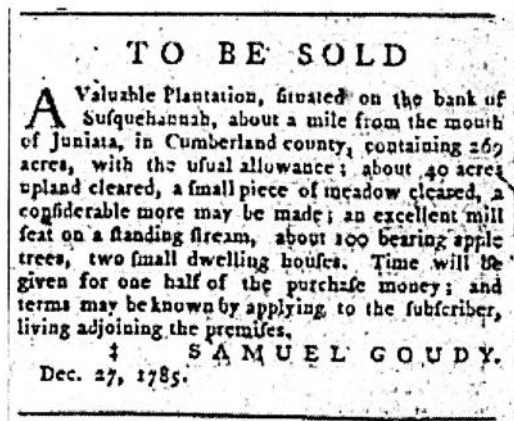 TO BE SOLD
A Valuable Plantation, ſituated on the bank of
Suſquehannah, about a mile from the mouth
of Juniata, in Cumberland county, containing 269
acres, with the uſual allowance; about 40 acres
upland cleared, a ſmall piece of meadow cleared, a
conſiderable more may be made; an excellent mill
ſeat on a ſtanding ſtream, about 100 bearing apple
trees, two ſmall dwelling houſes. Time will be
given for one half of the purchaſe money; and
terms may be known by applying to the ſubſcriber,
living adjoining the premiſes.
‡ SAMUEL GOUDY.
Dec. 27, 1785.